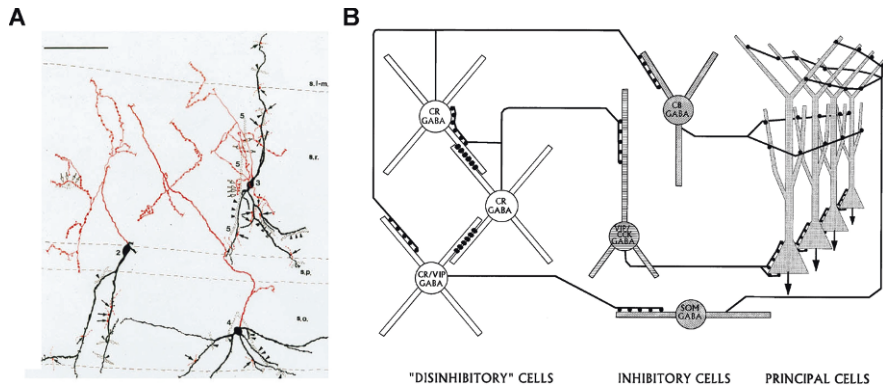 A
B
s.l-m.
s.r.
s.p.
s.o.
5
5
3
5
5
2
4
CR
GABA
CR
GABA
CR/VIP
GABA
CB
GABA
VIP/
CCK
GABA
SOM
GABA
"DISINHIBITORY" CELLS
INHIBITORY CELLS
PRINCIPAL CELLS